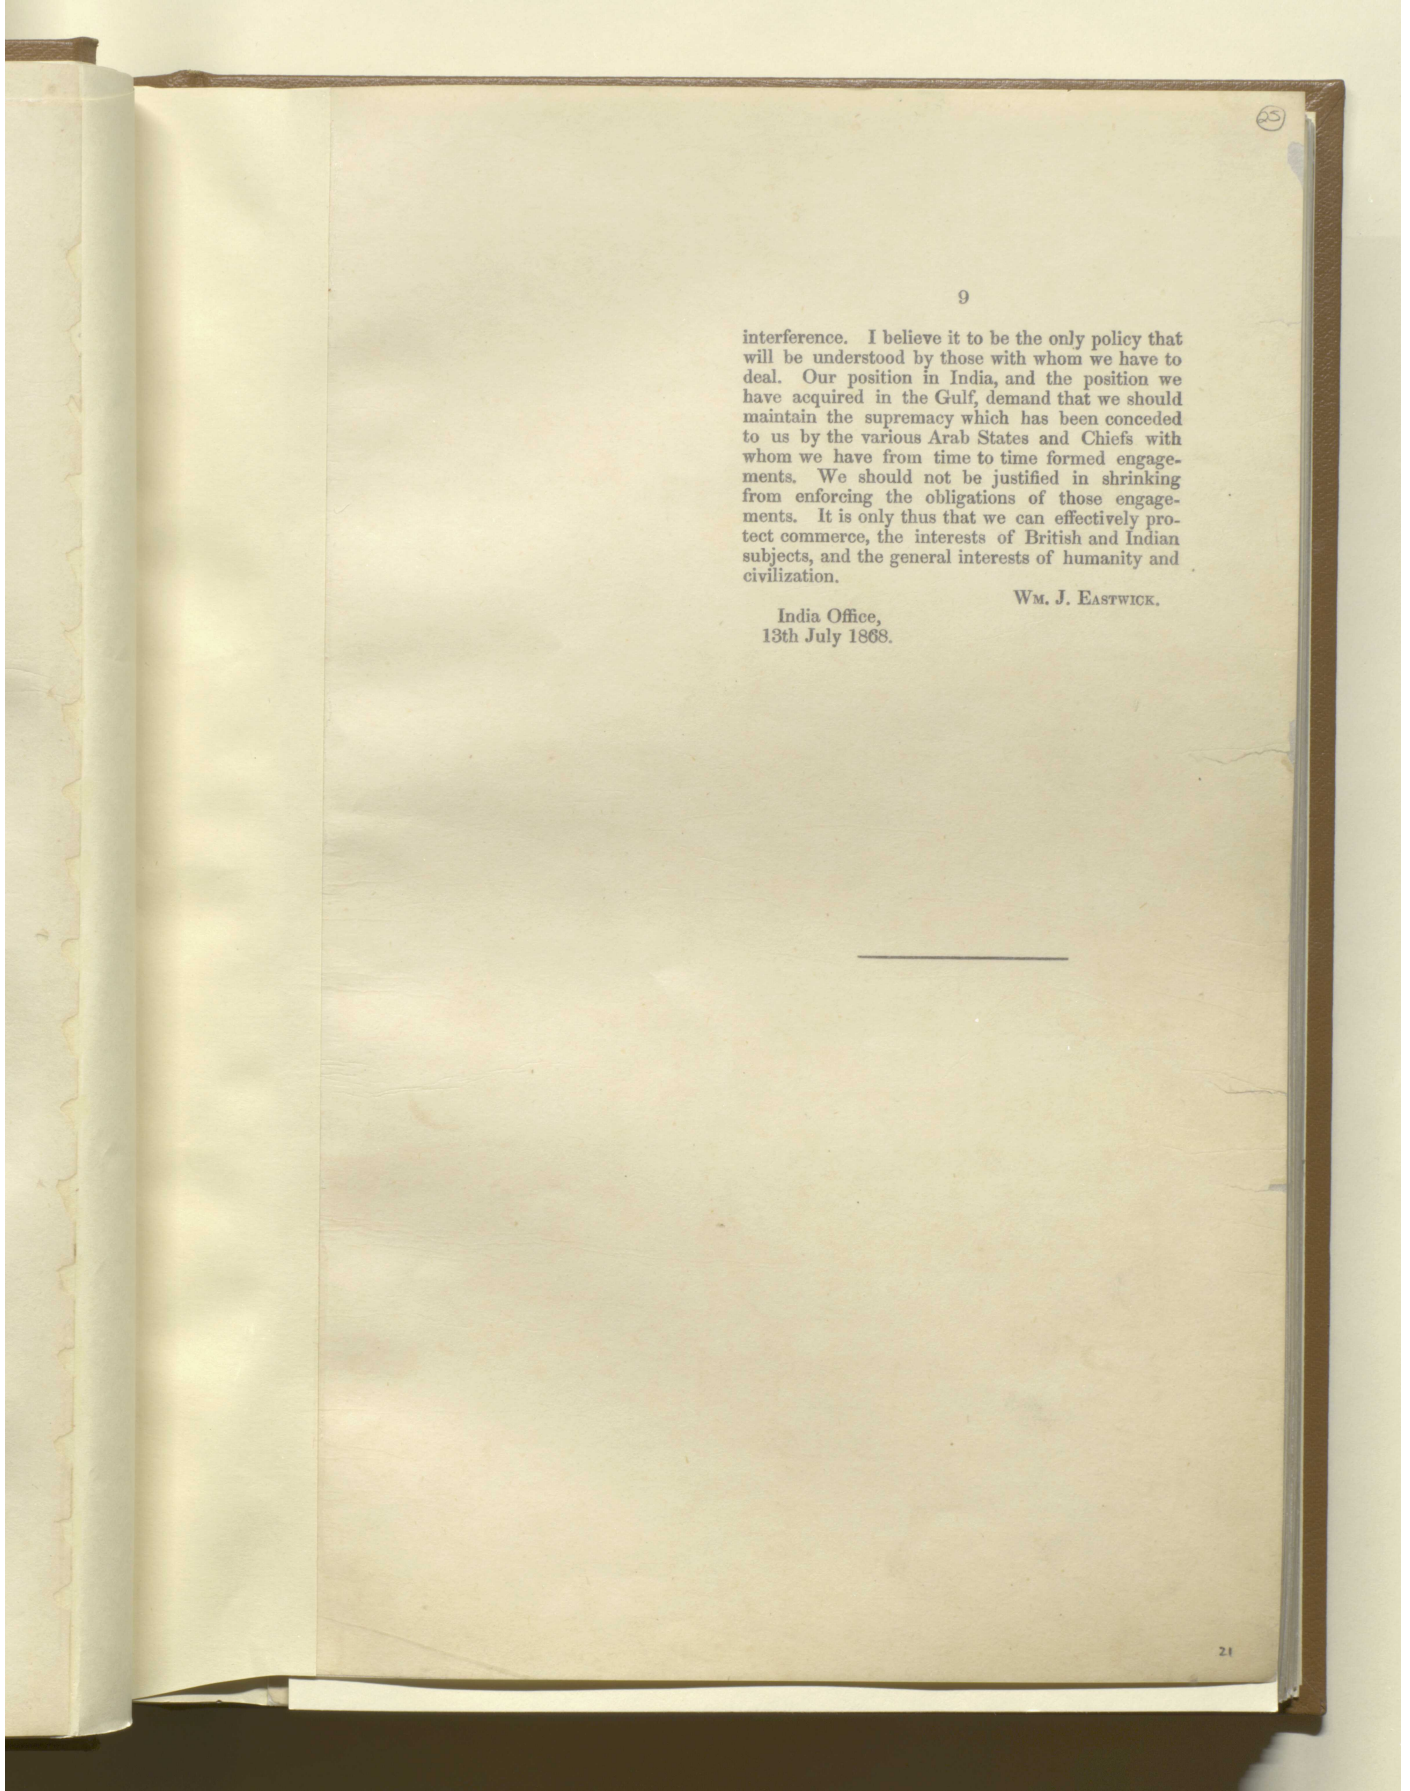 25
9
interference. I believe it to be the only policy that
will be understood by those with whom we have to
deal. Our position in India, and the position we
have acquired in the Gulf, demand that we should
maintain the supremacy which has been conceded
to us by the various Arab States and Chiefs with
whom we have from time to time formed engage-
ments. We should not be justified in shrinking
from enforcing the obligations of those engage-
ments. It is only thus that we can effectively pro-
tect commerce, the interests of British and Indian
subjects, and the general interests of humanity and
civilization.
WM. J. EASTWICK.
India Office,
13th July 1868.
21